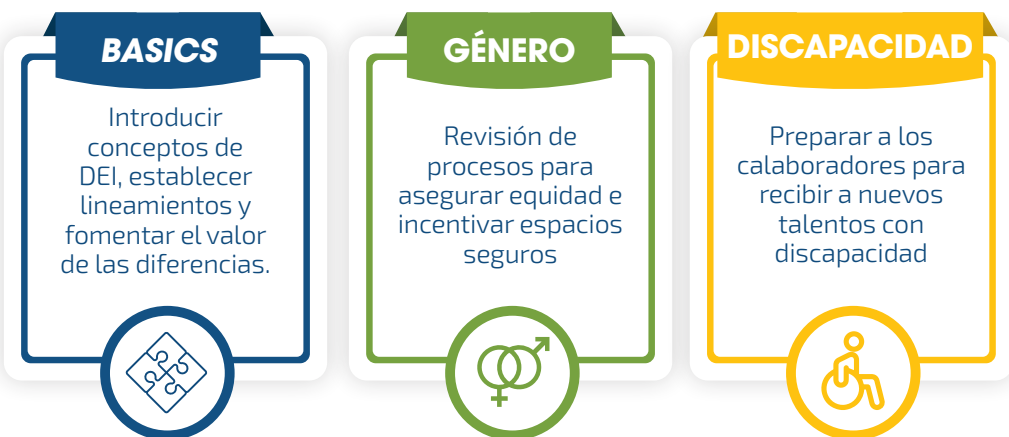 BASICS
Introducir
conceptos de
DEI, establecer
lineamientos y
fomentar el valor
de las diferencias.
GÉNERO
Revisión de
procesos para
asegurar equidad e
incentivar espacios
seguros
DISCAPACIDAD
Preparar a los
calaboradores para
recibir a nuevos
talentos con
discapacidad